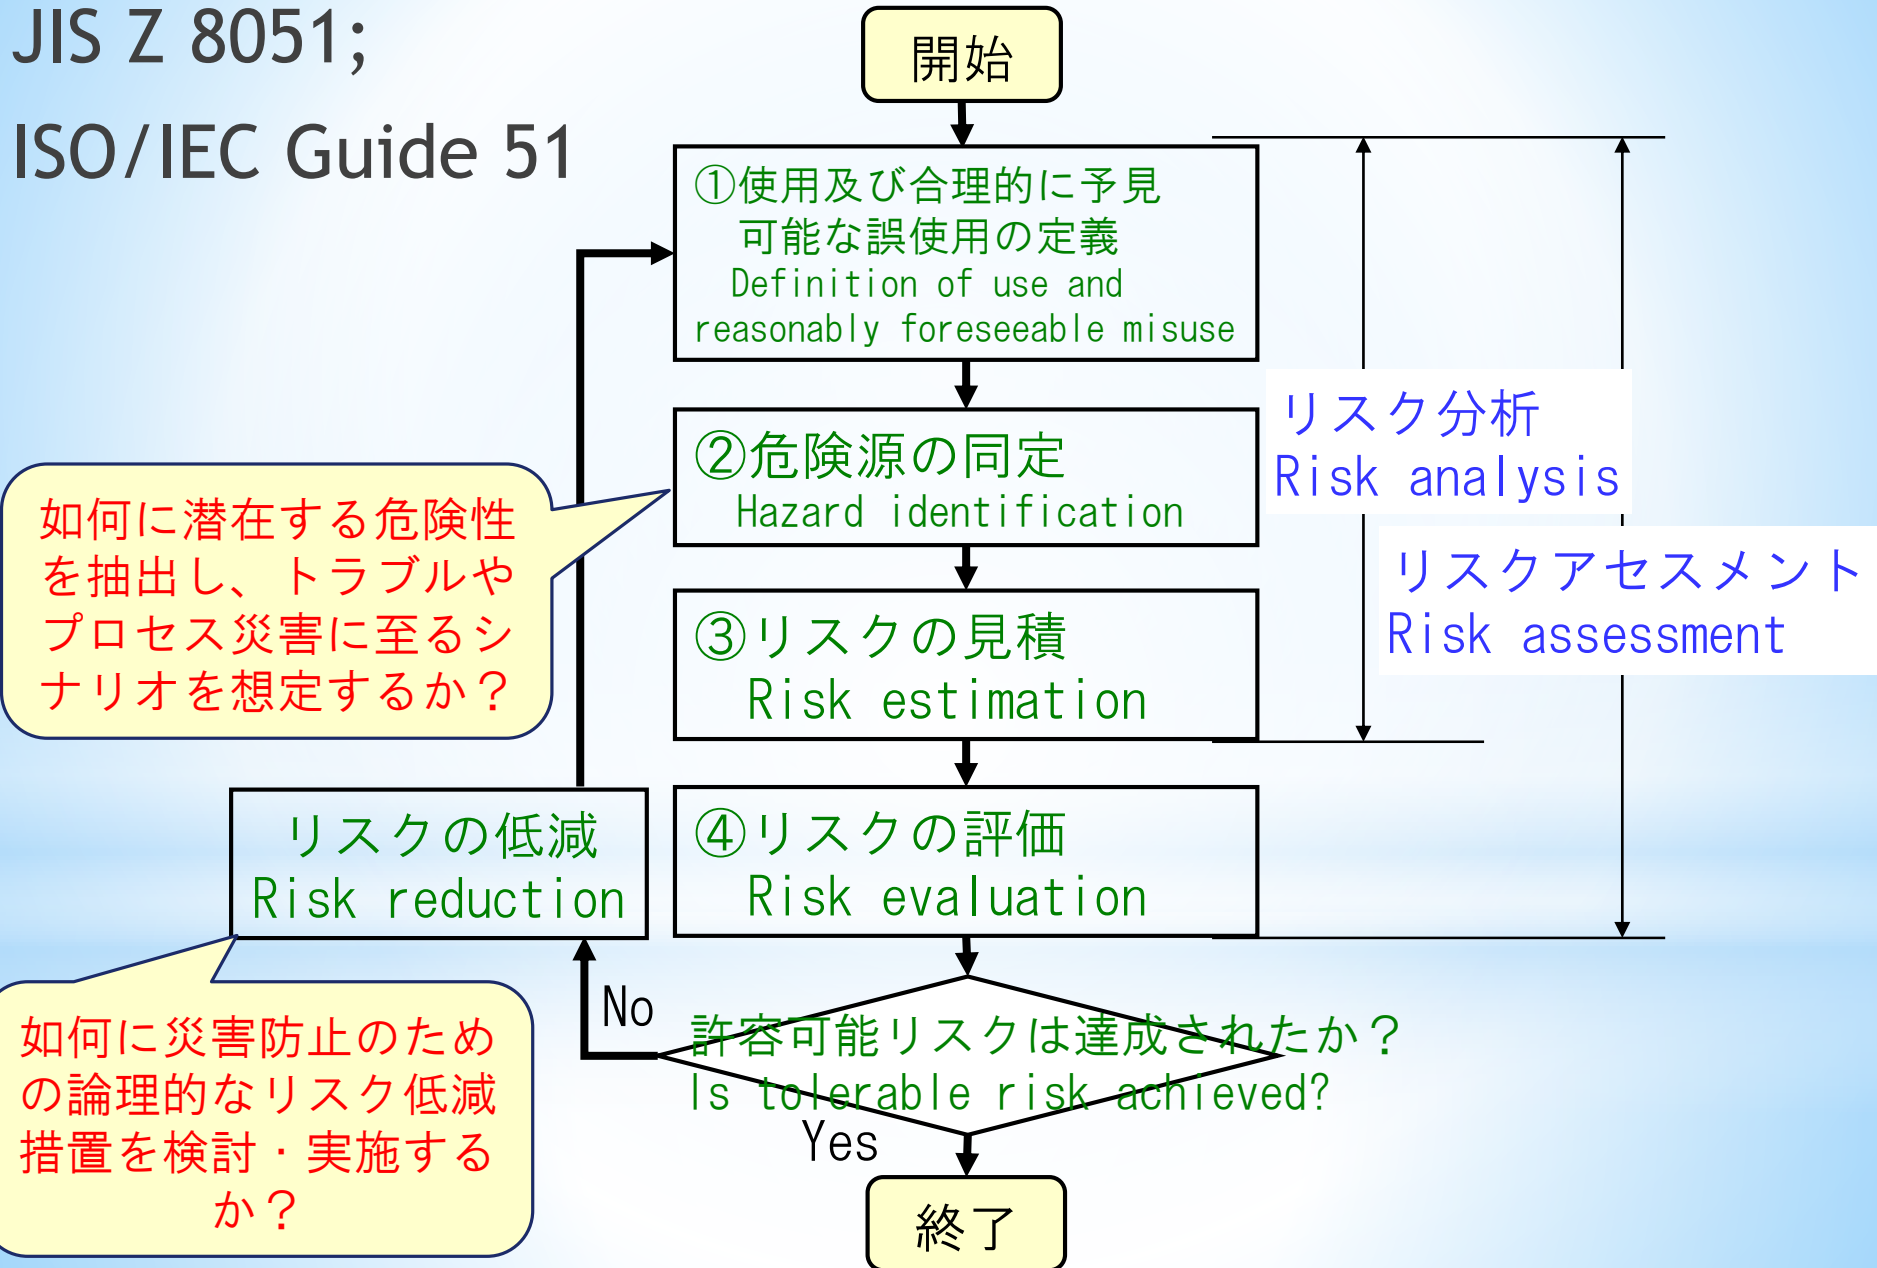 JIS Z 8051;
ISO/IEC Guide 51
開始
①使用及び合理的に予見
可能な誤使用の定義
Definition of use and
reasonably foreseeable misuse
②危険源の同定
Hazard identification
③リスクの見積
Risk estimation
④リスクの評価
Risk evaluation
リスク分析
Risk analysis
リスクアセスメント
Risk assessment
如何に潜在する危険性
を抽出し、トラブルや
プロセス災害に至るシ
ナリオを想定するか？
リスクの低減
Risk reduction
如何に災害防止のため
の論理的なリスク低減
措置を検討・実施する
か？
No
許容可能リスクは達成されたか？
Is tolerable risk achieved?
Yes
終了